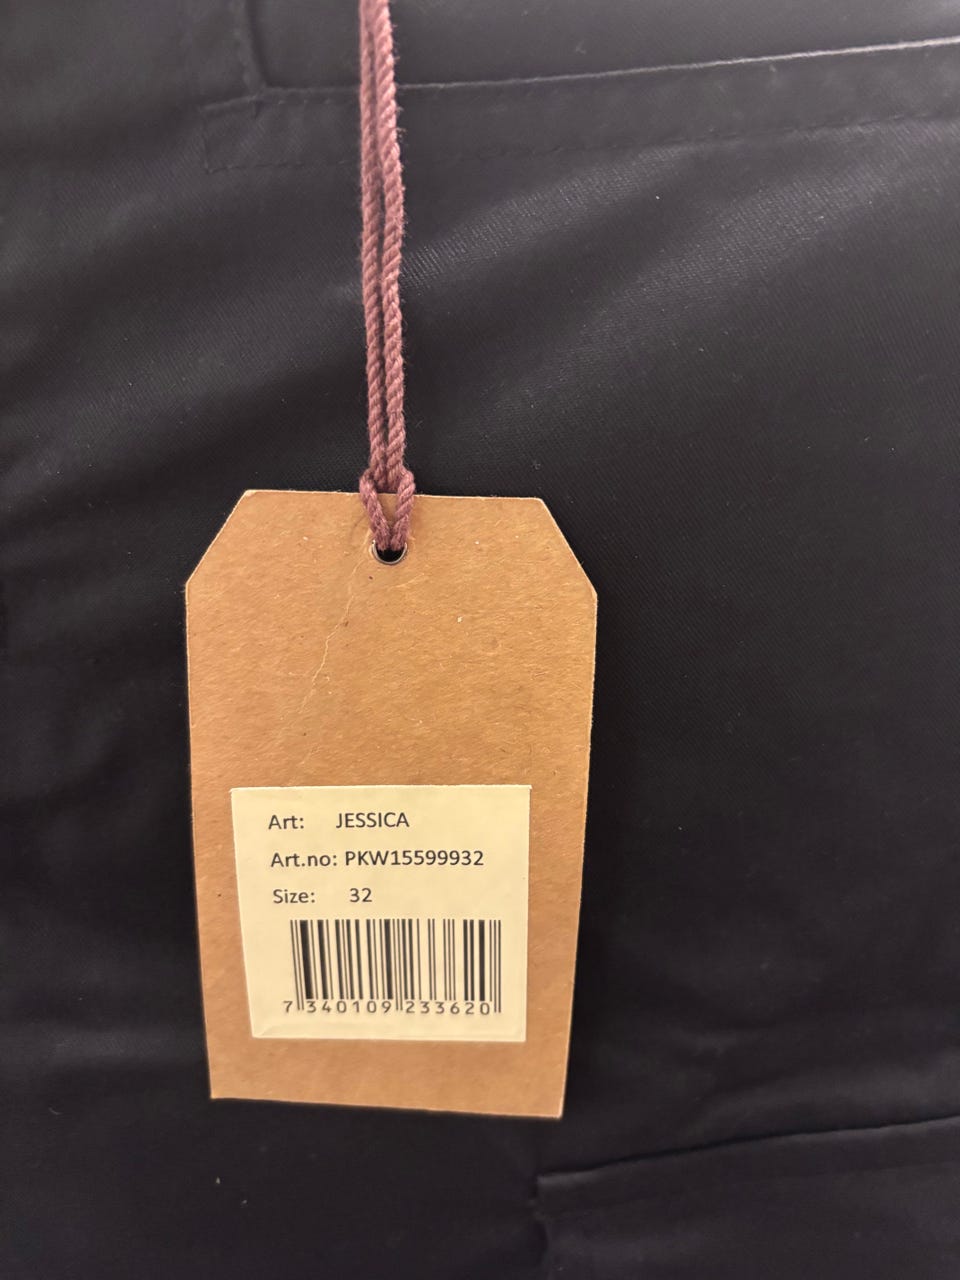 Art: JESSICA
Art.no: PKW15599932
Size: 32
7 340109 233620